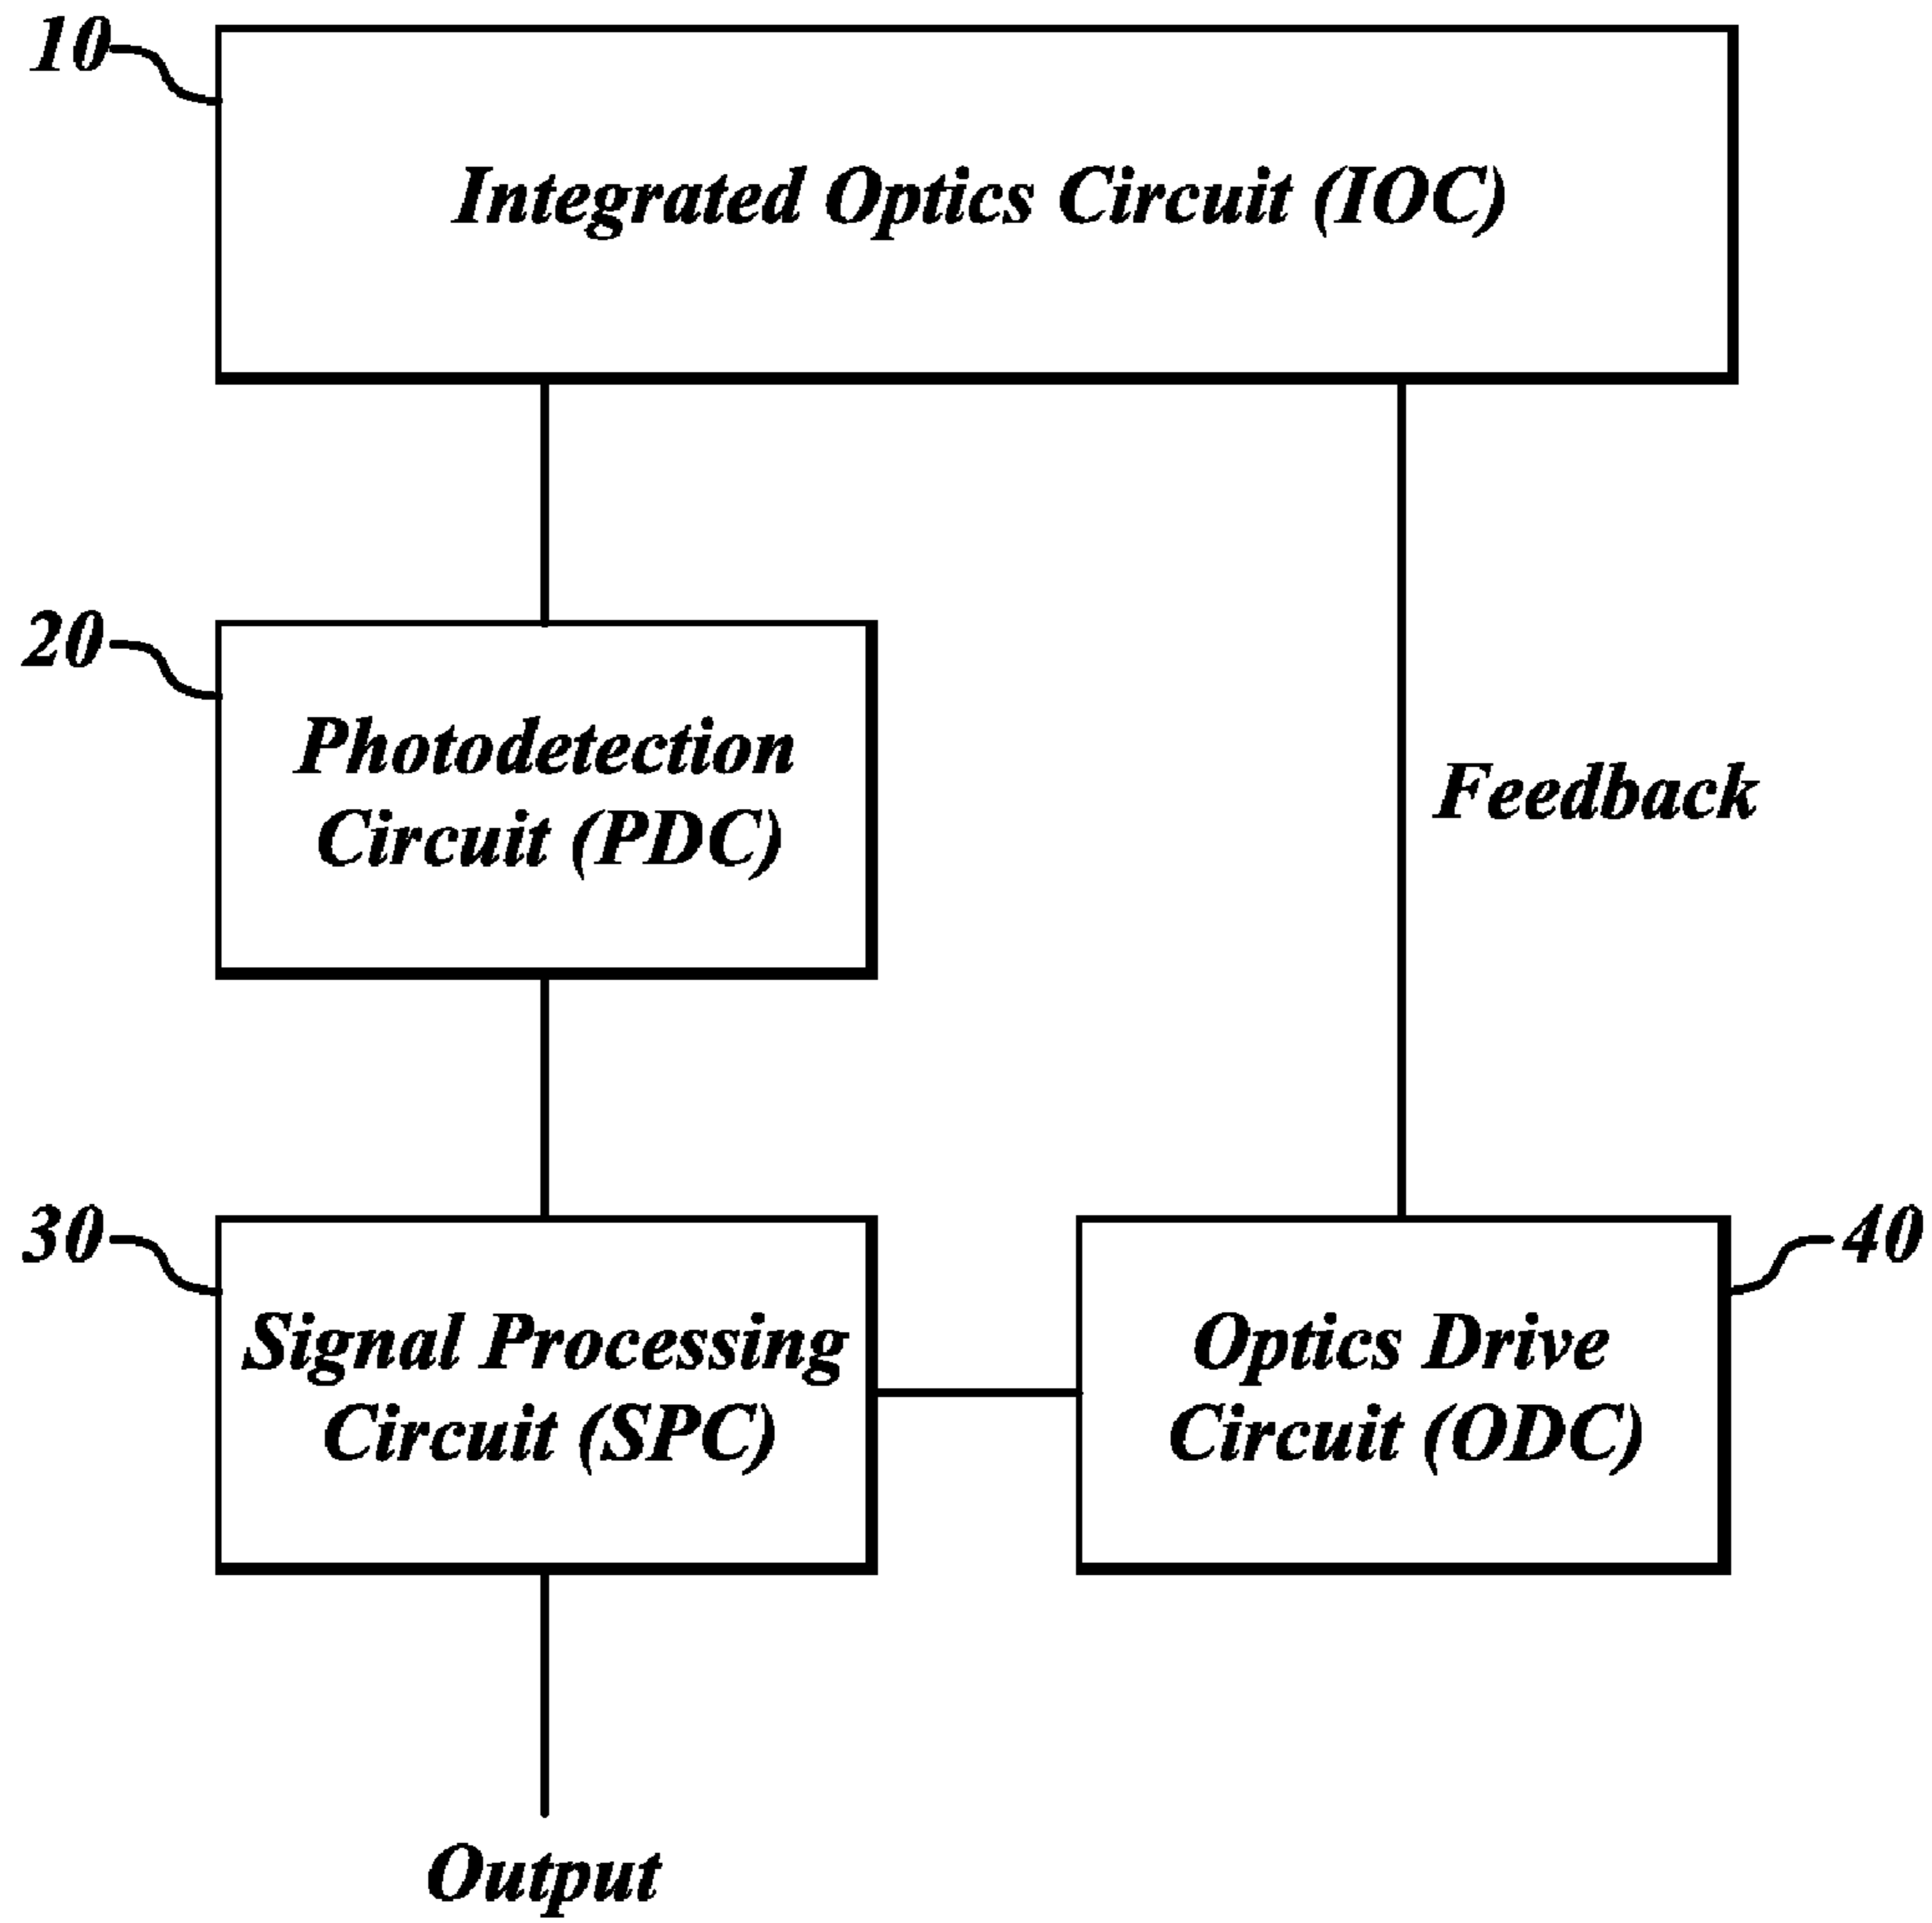 10
Integrated Optics Circuit (IOC)
20
Photodetection
Circuit (PDC)
Feedback
30
Signal Processing
Circuit (SPC)
40
Optics Drive
Circuit (ODC)
Output